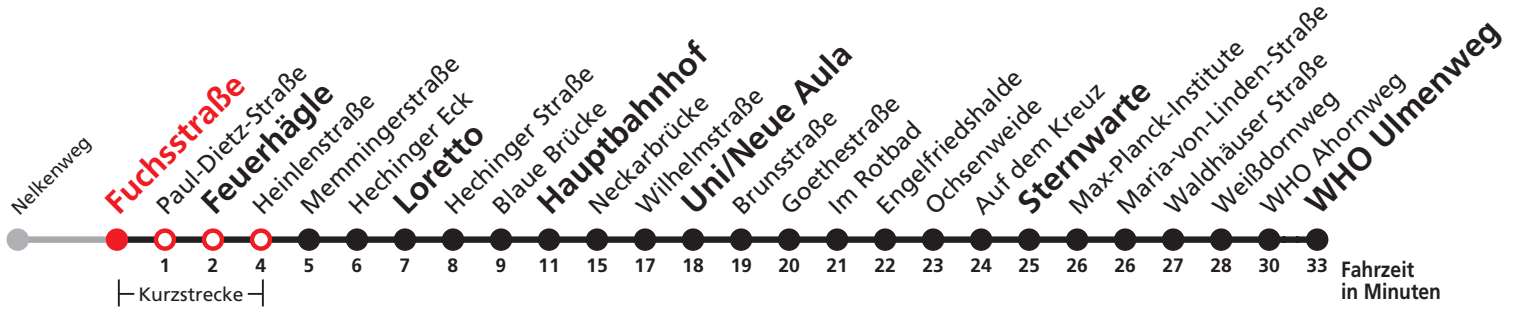 Nelkenweg
Fuchsstraße
Paul-Dietz-Straße
Feuerhägle
Heinlenstraße
Memmingerstraße
Hechinger Eck
Loretto
Hechinger Straße
Blaue Brücke
Hauptbahnhof
Neckarbrücke
Wilhelmstraße
Uni/Neue Aula
Brunsstraße
Goethestraße
Im Rotbad
Engelfriedshalde
Ochsenweide
Auf dem Kreuz
Sternwarte
Max-Planck-Institute
Maria-von-Linden-Straße
Waldhäuser Straße
Weißdornweg
WHO Ahornweg
WHO Ulmenweg
1 2 4 5 6 7 8 9 11 15 17 18 19 20 21 22 23 24 25 26 26 27 28 30 33
Fahrzeit
in Minuten
Kurzstrecke